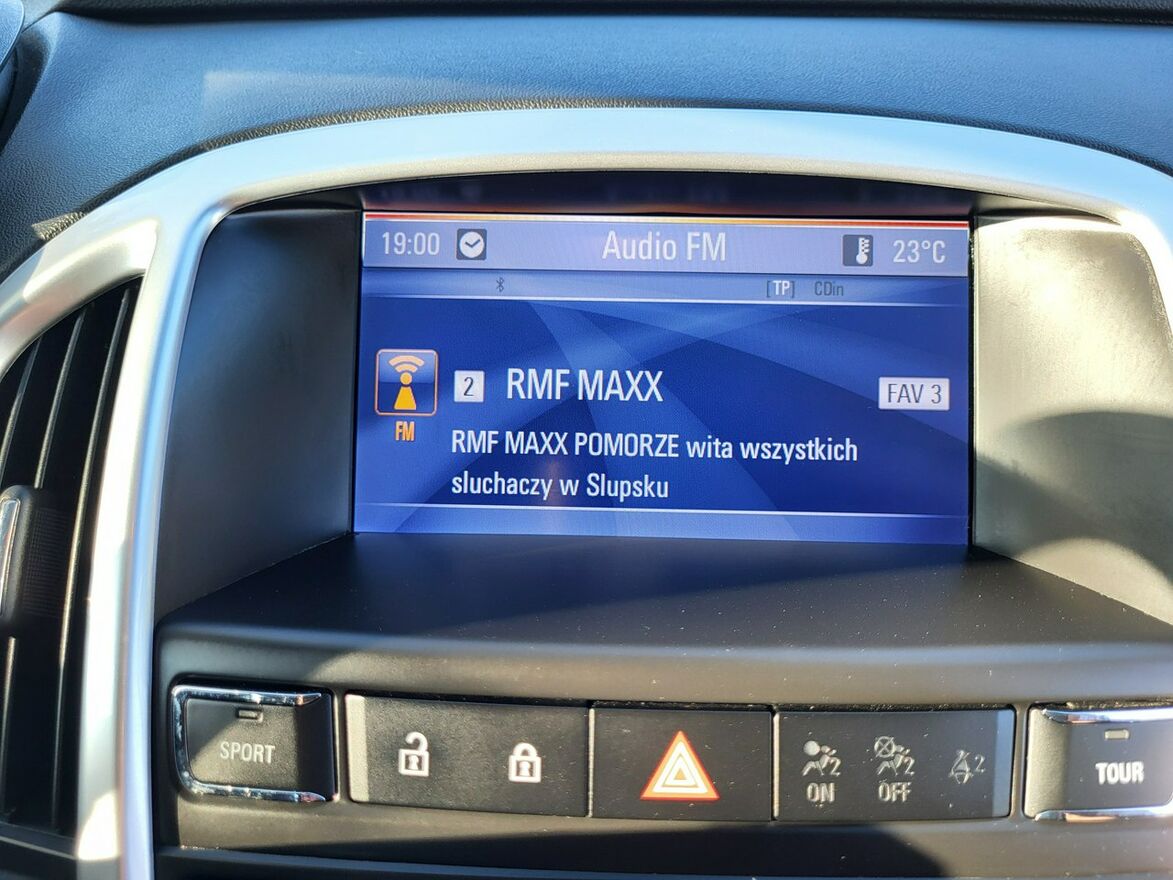 19:00 Audio FM 23°C
[TP] CDin
2 RMF MAXX FAV 3
FM
RMF MAXX POMORZE wita wszystkich
sluchaczy w Slupsku
SPORT
2 2 2
ON OFF
TOUR